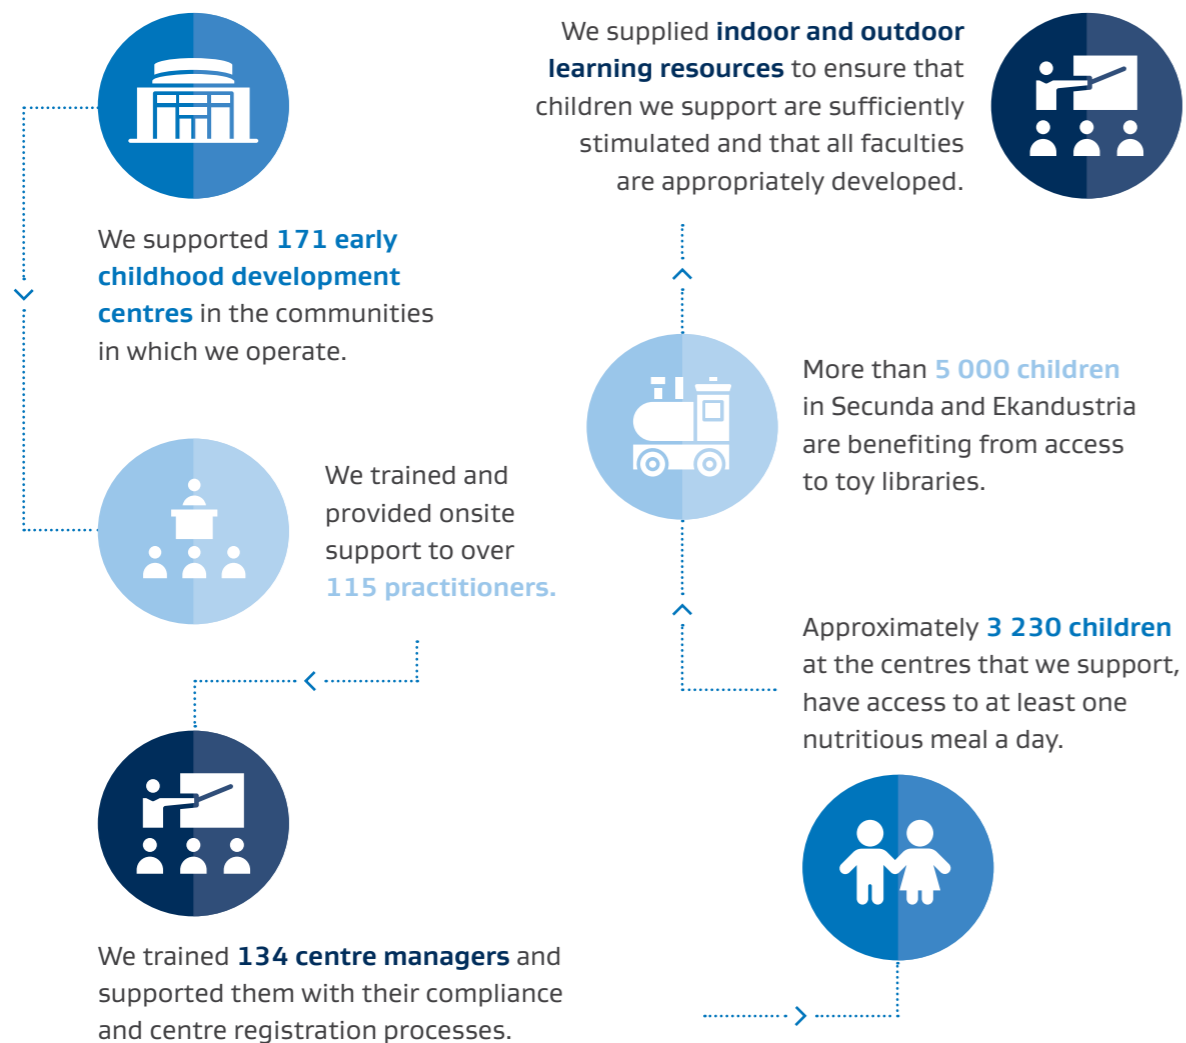 We supported 171 early
childhood development
centres in the communities
in which we operate.
We trained and
provided onsite
support to over
115 practitioners.
We trained 134 centre managers and
supported them with their compliance
and centre registration processes.
Approximately 3 230 children
at the centres that we support,
have access to at least one
nutritious meal a day.
More than 5 000 children
in Secunda and Ekandustria
are benefiting from access
to toy libraries.
We supplied indoor and outdoor
learning resources to ensure that
children we support are sufficiently
stimulated and that all faculties
are appropriately developed.